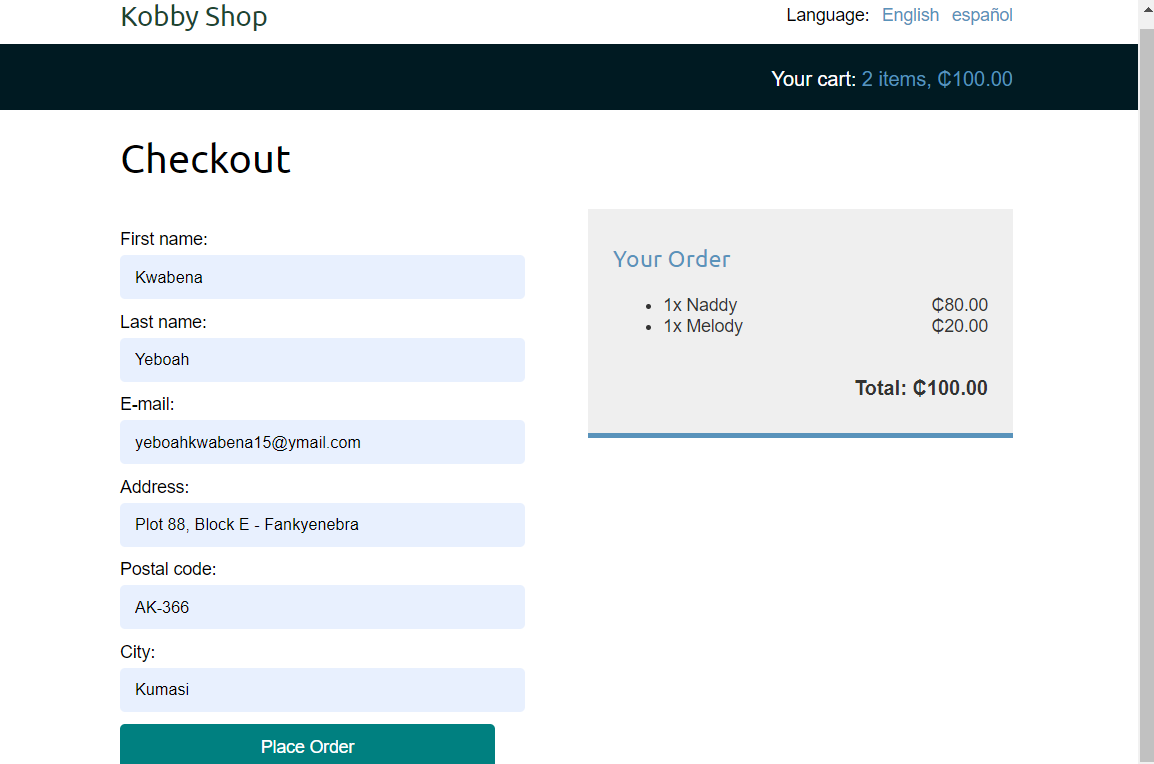 Kobby Shop
Language: English español
Your cart: 2 items, ₵100.00
Checkout
First name:
Kwabena
Last name:
Yeboah
E-mail:
yeboahkwabena15@ymail.com
Address:
Plot 88, Block E - Fankyenebra
Postal code:
AK-366
City:
Kumasi
Place Order
Your Order
• 1x Naddy ₵80.00
• 1x Melody ₵20.00
Total: ₵100.00